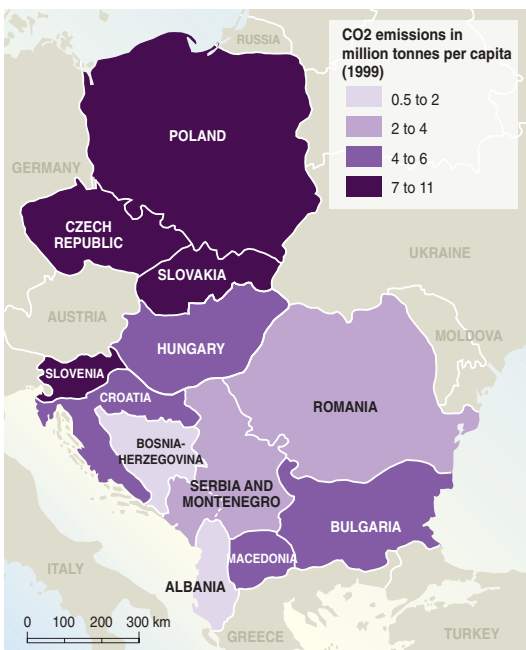 CO2 emissions in
million tonnes per capita
(1999)
0.5 to 2
2 to 4
4 to 6
7 to 11
RUSSIA
POLAND
GERMANY
CZECH
REPUBLIC
UKRAINE
SLOVAKIA
AUSTRIA
MOLDOVA
HUNGARY
SLOVENIA
CROATIA
ROMANIA
BOSNIA-
HERZEGOVINA
SERBIA AND
MONTENEGRO
BULGARIA
MACEDONIA
ITALY
ALBANIA
0 100 200 300 km
GREECE
TURKEY